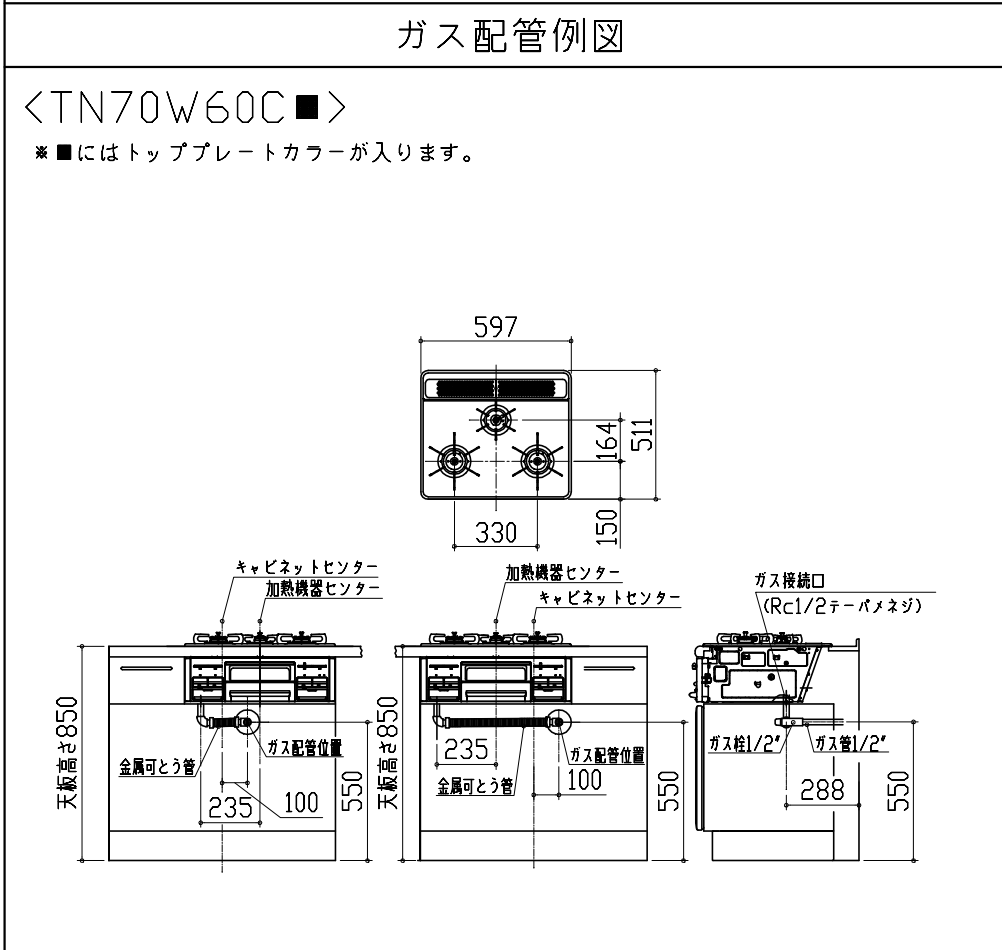 ガス配管例図
<TN70W60C■>
※■にはトッププレートカラーが入ります。
597
164
511
150
330
キャビネットセンター
加熱機器センター
天板高さ850
ガス配管位置
金属可とう管
235
100
550
加熱機器センター
キャビネットセンター
天板高さ850
235
ガス配管位置
金属可とう管
100
550
ガス接続口
(Rc1/2テーパメネジ)
ガス栓1/2"
ガス管1/2"
288
550